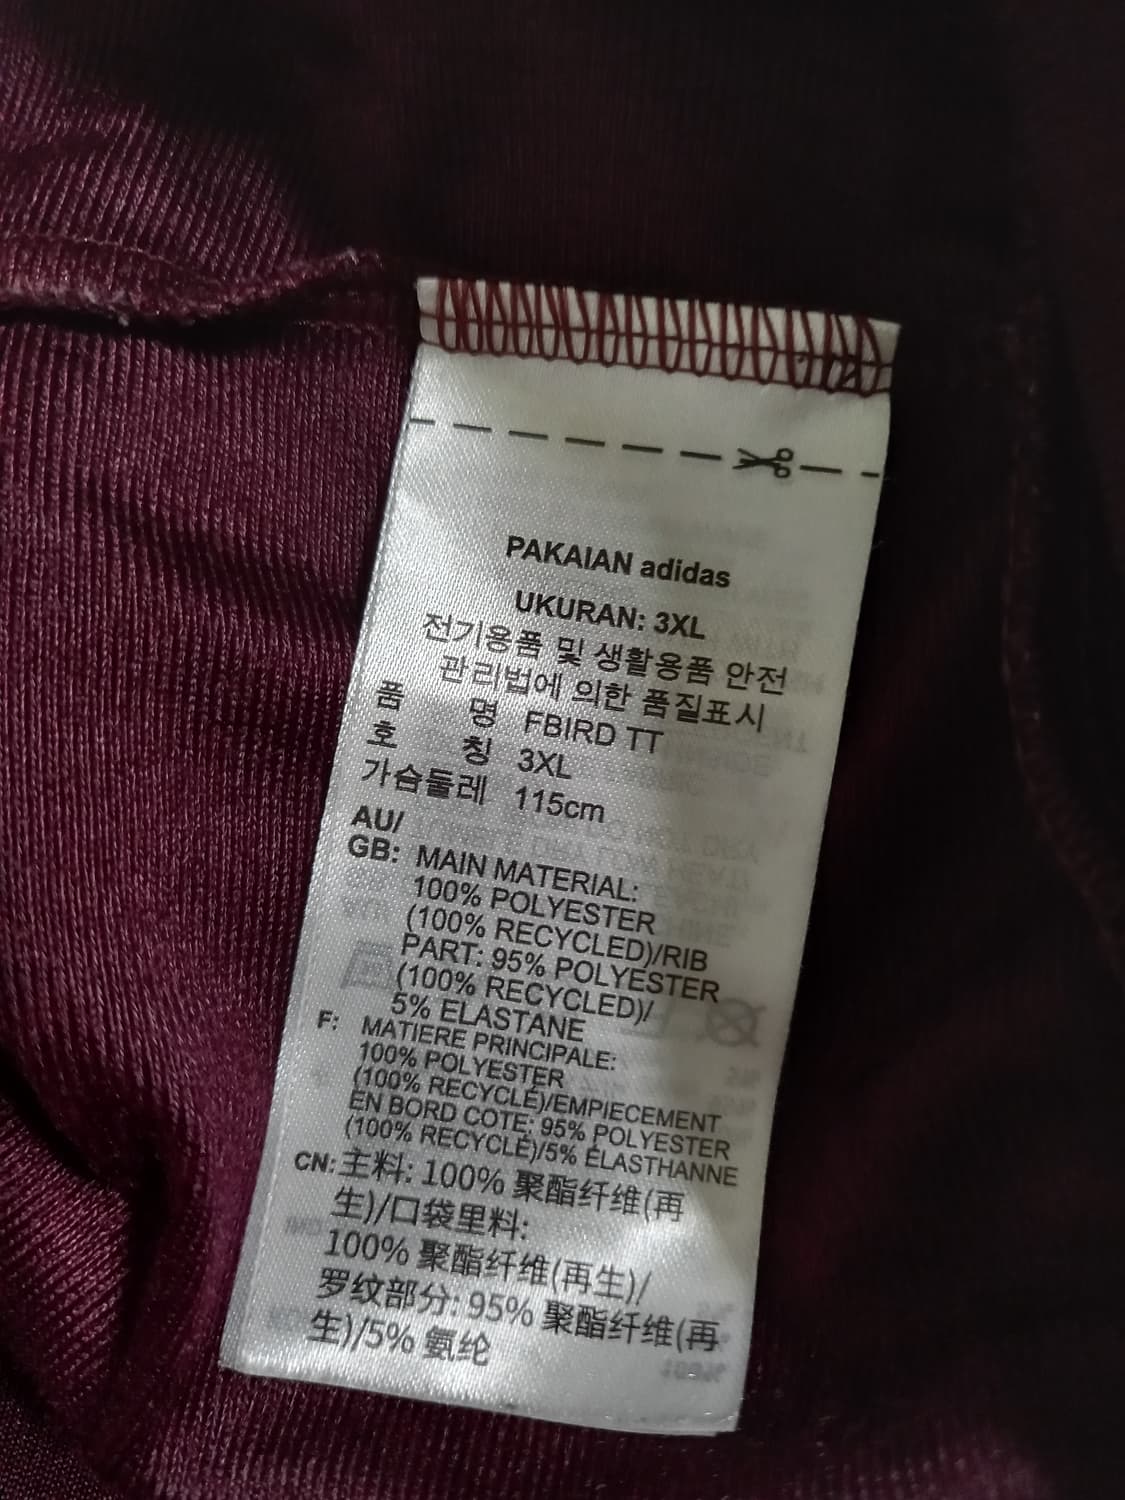 PAKAIAN adidas
UKURAN: 3XL
전기용품 및 생활용품 안전
관리법에 의한 품질표시
품 명 FBIRD TT
호 칭 3XL
가슴둘레 115cm
AU/
GB: MAIN MATERIAL:
100% POLYESTER
(100% RECYCLED)/RIB
PART: 95% POLYESTER
(100% RECYCLED)/
5% ELASTANE
F: MATIERE PRINCIPALE:
100% POLYESTER
(100% RECYCLÉ)/EMPIECEMENT
EN BORD COTE: 95% POLYESTER
(100% RECYCLÉ)/5% ÉLASTHANNE
CN: 主料: 100% 聚酯纤维(再
生)/口袋里料:
100% 聚酯纤维(再生)/
罗纹部分: 95% 聚酯纤维(再
生)/5% 氨纶